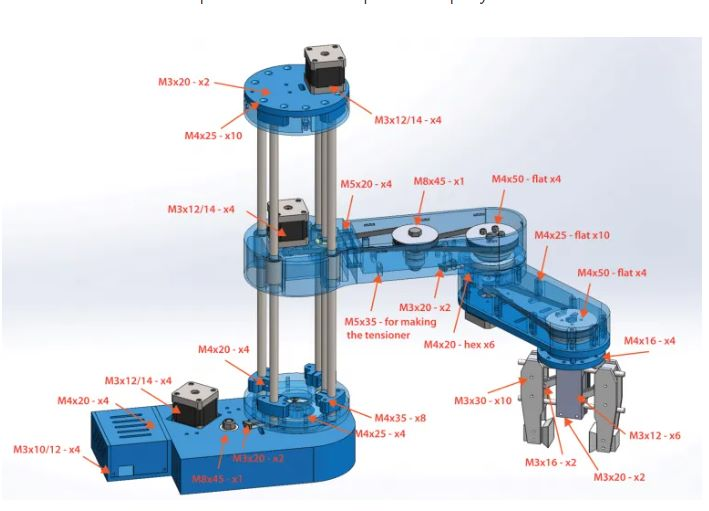 M3x20 - x2
M4x25 - x10
M3x12/14 - x4
M3x12/14 - x4
M5x20 - x4
M8x45 - x1
M4x50 - flat x4
M4x25 - flat x10
M4x50 - flat x4
M3x20 - x2
M5x35 - for making
the tensioner
M4x20 - hex x6
M4x16 - x4
M4x20 - x4
M3x12/14 - x4
M4x20 - x4
M3x10/12 - x4
M8x45 - x1
M3x20 - x2
M4x35 - x8
M4x25 - x4
M3x30 - x10
M3x16 - x2
M3x12 - x6
M3x20 - x2